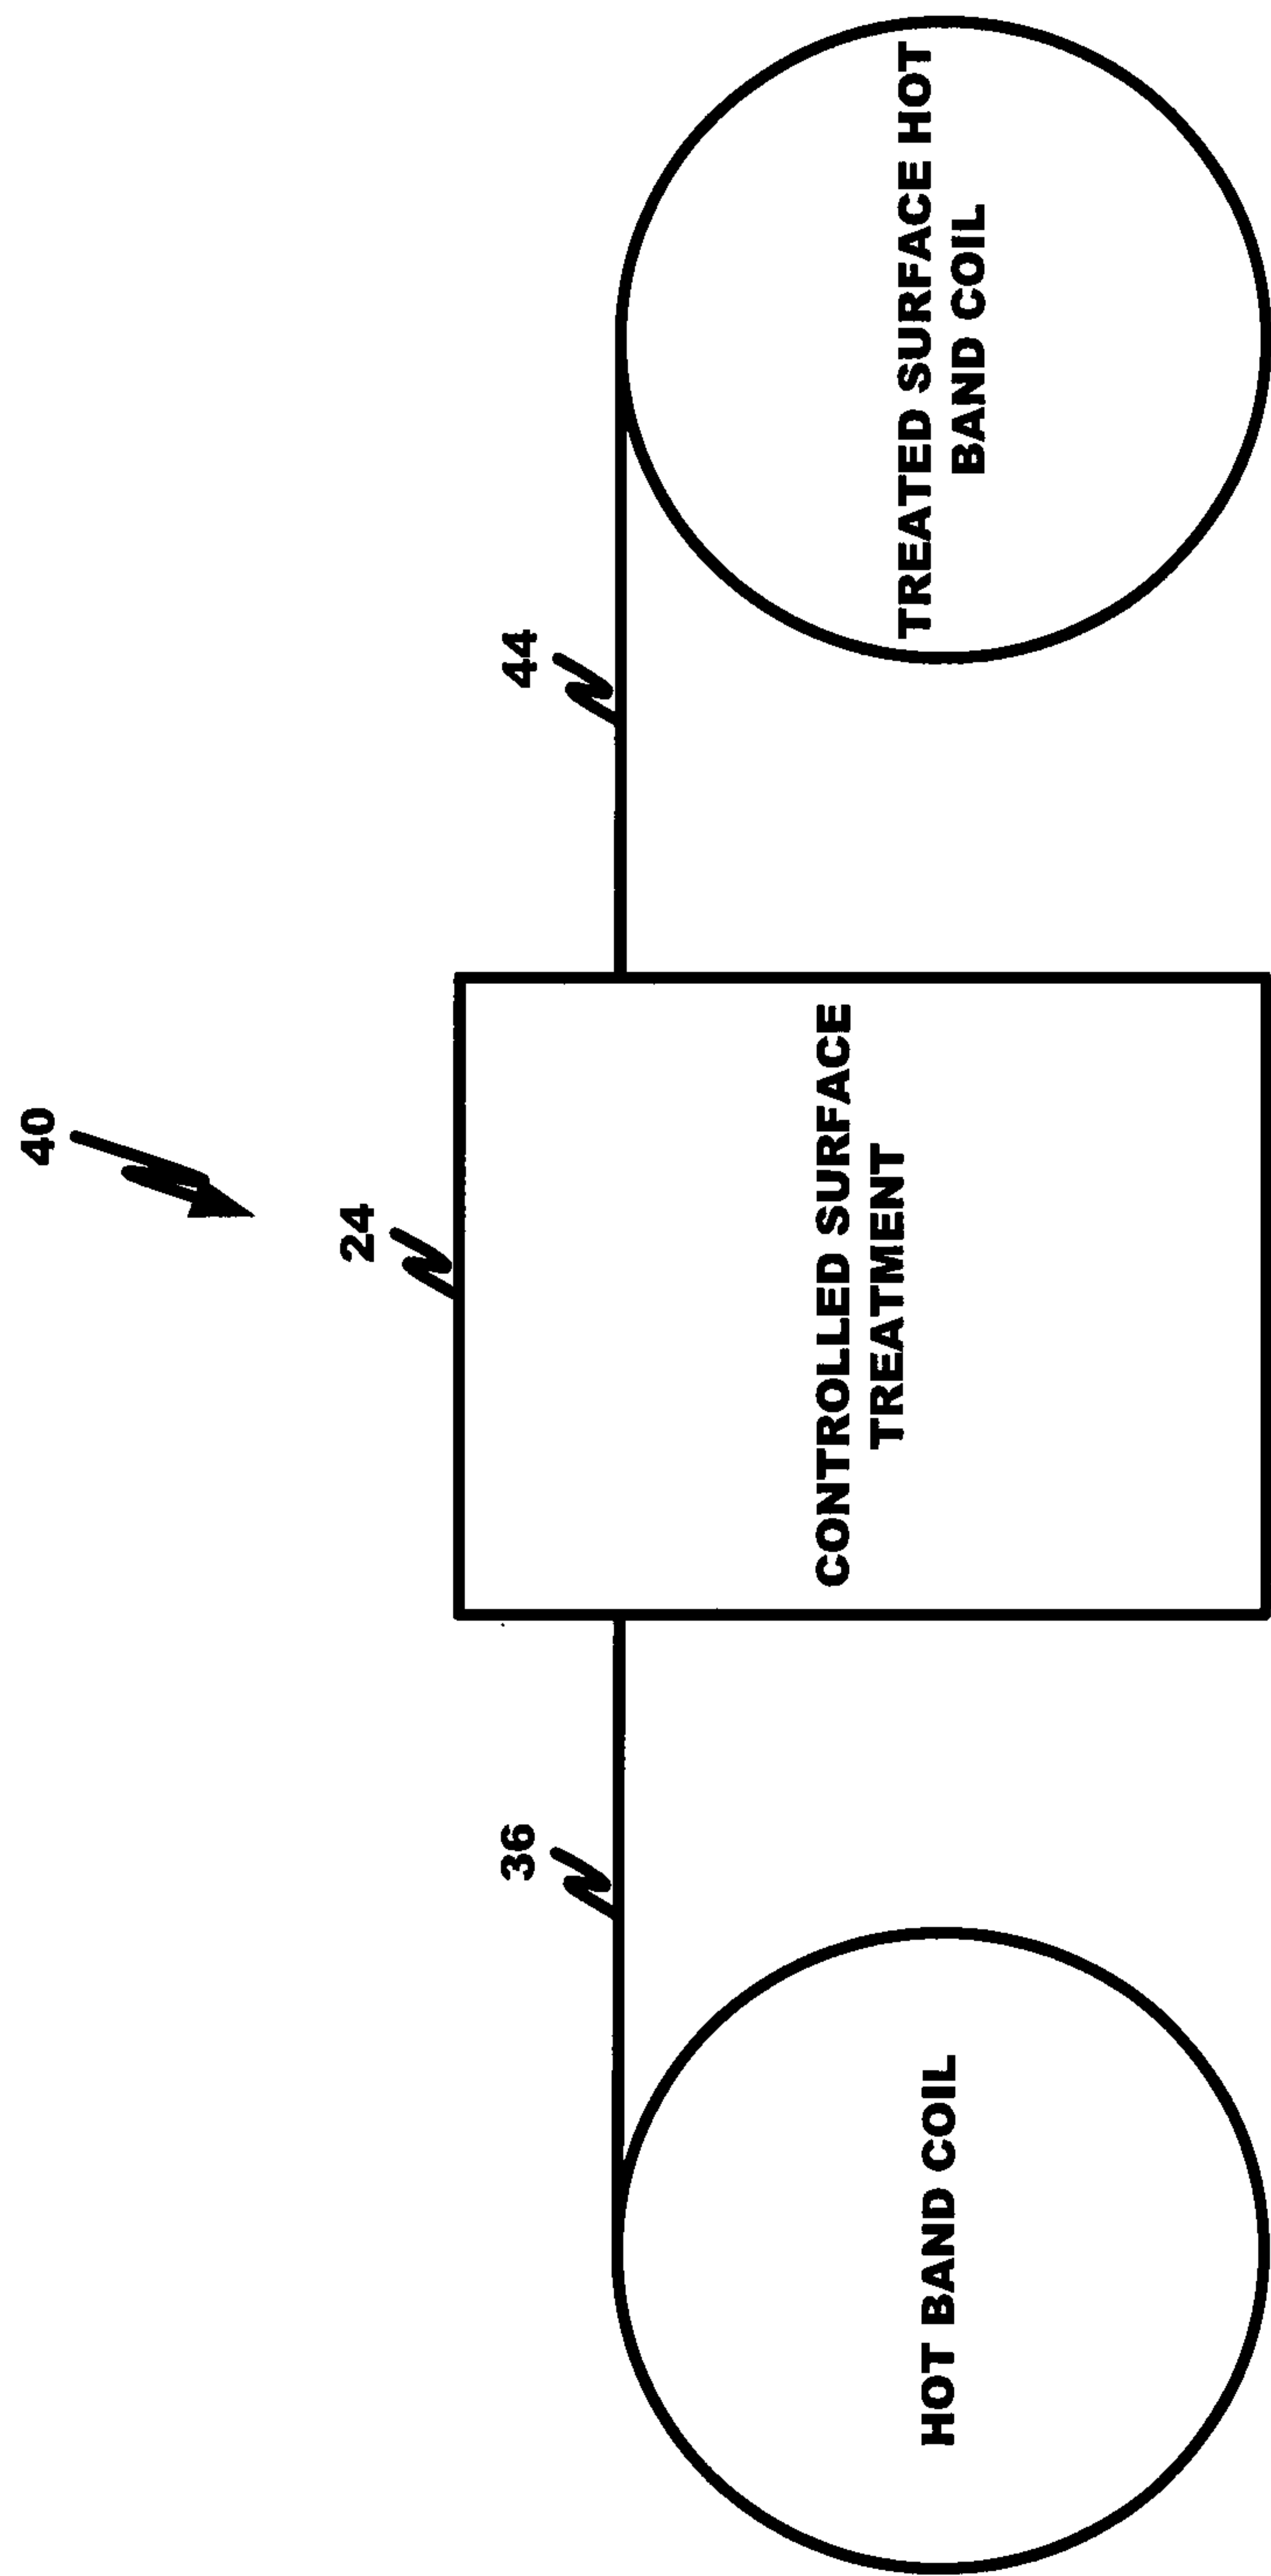 40
24
36
44
HOT BAND COIL
CONTROLLED SURFACE
TREATMENT
TREATED SURFACE HOT
BAND COIL